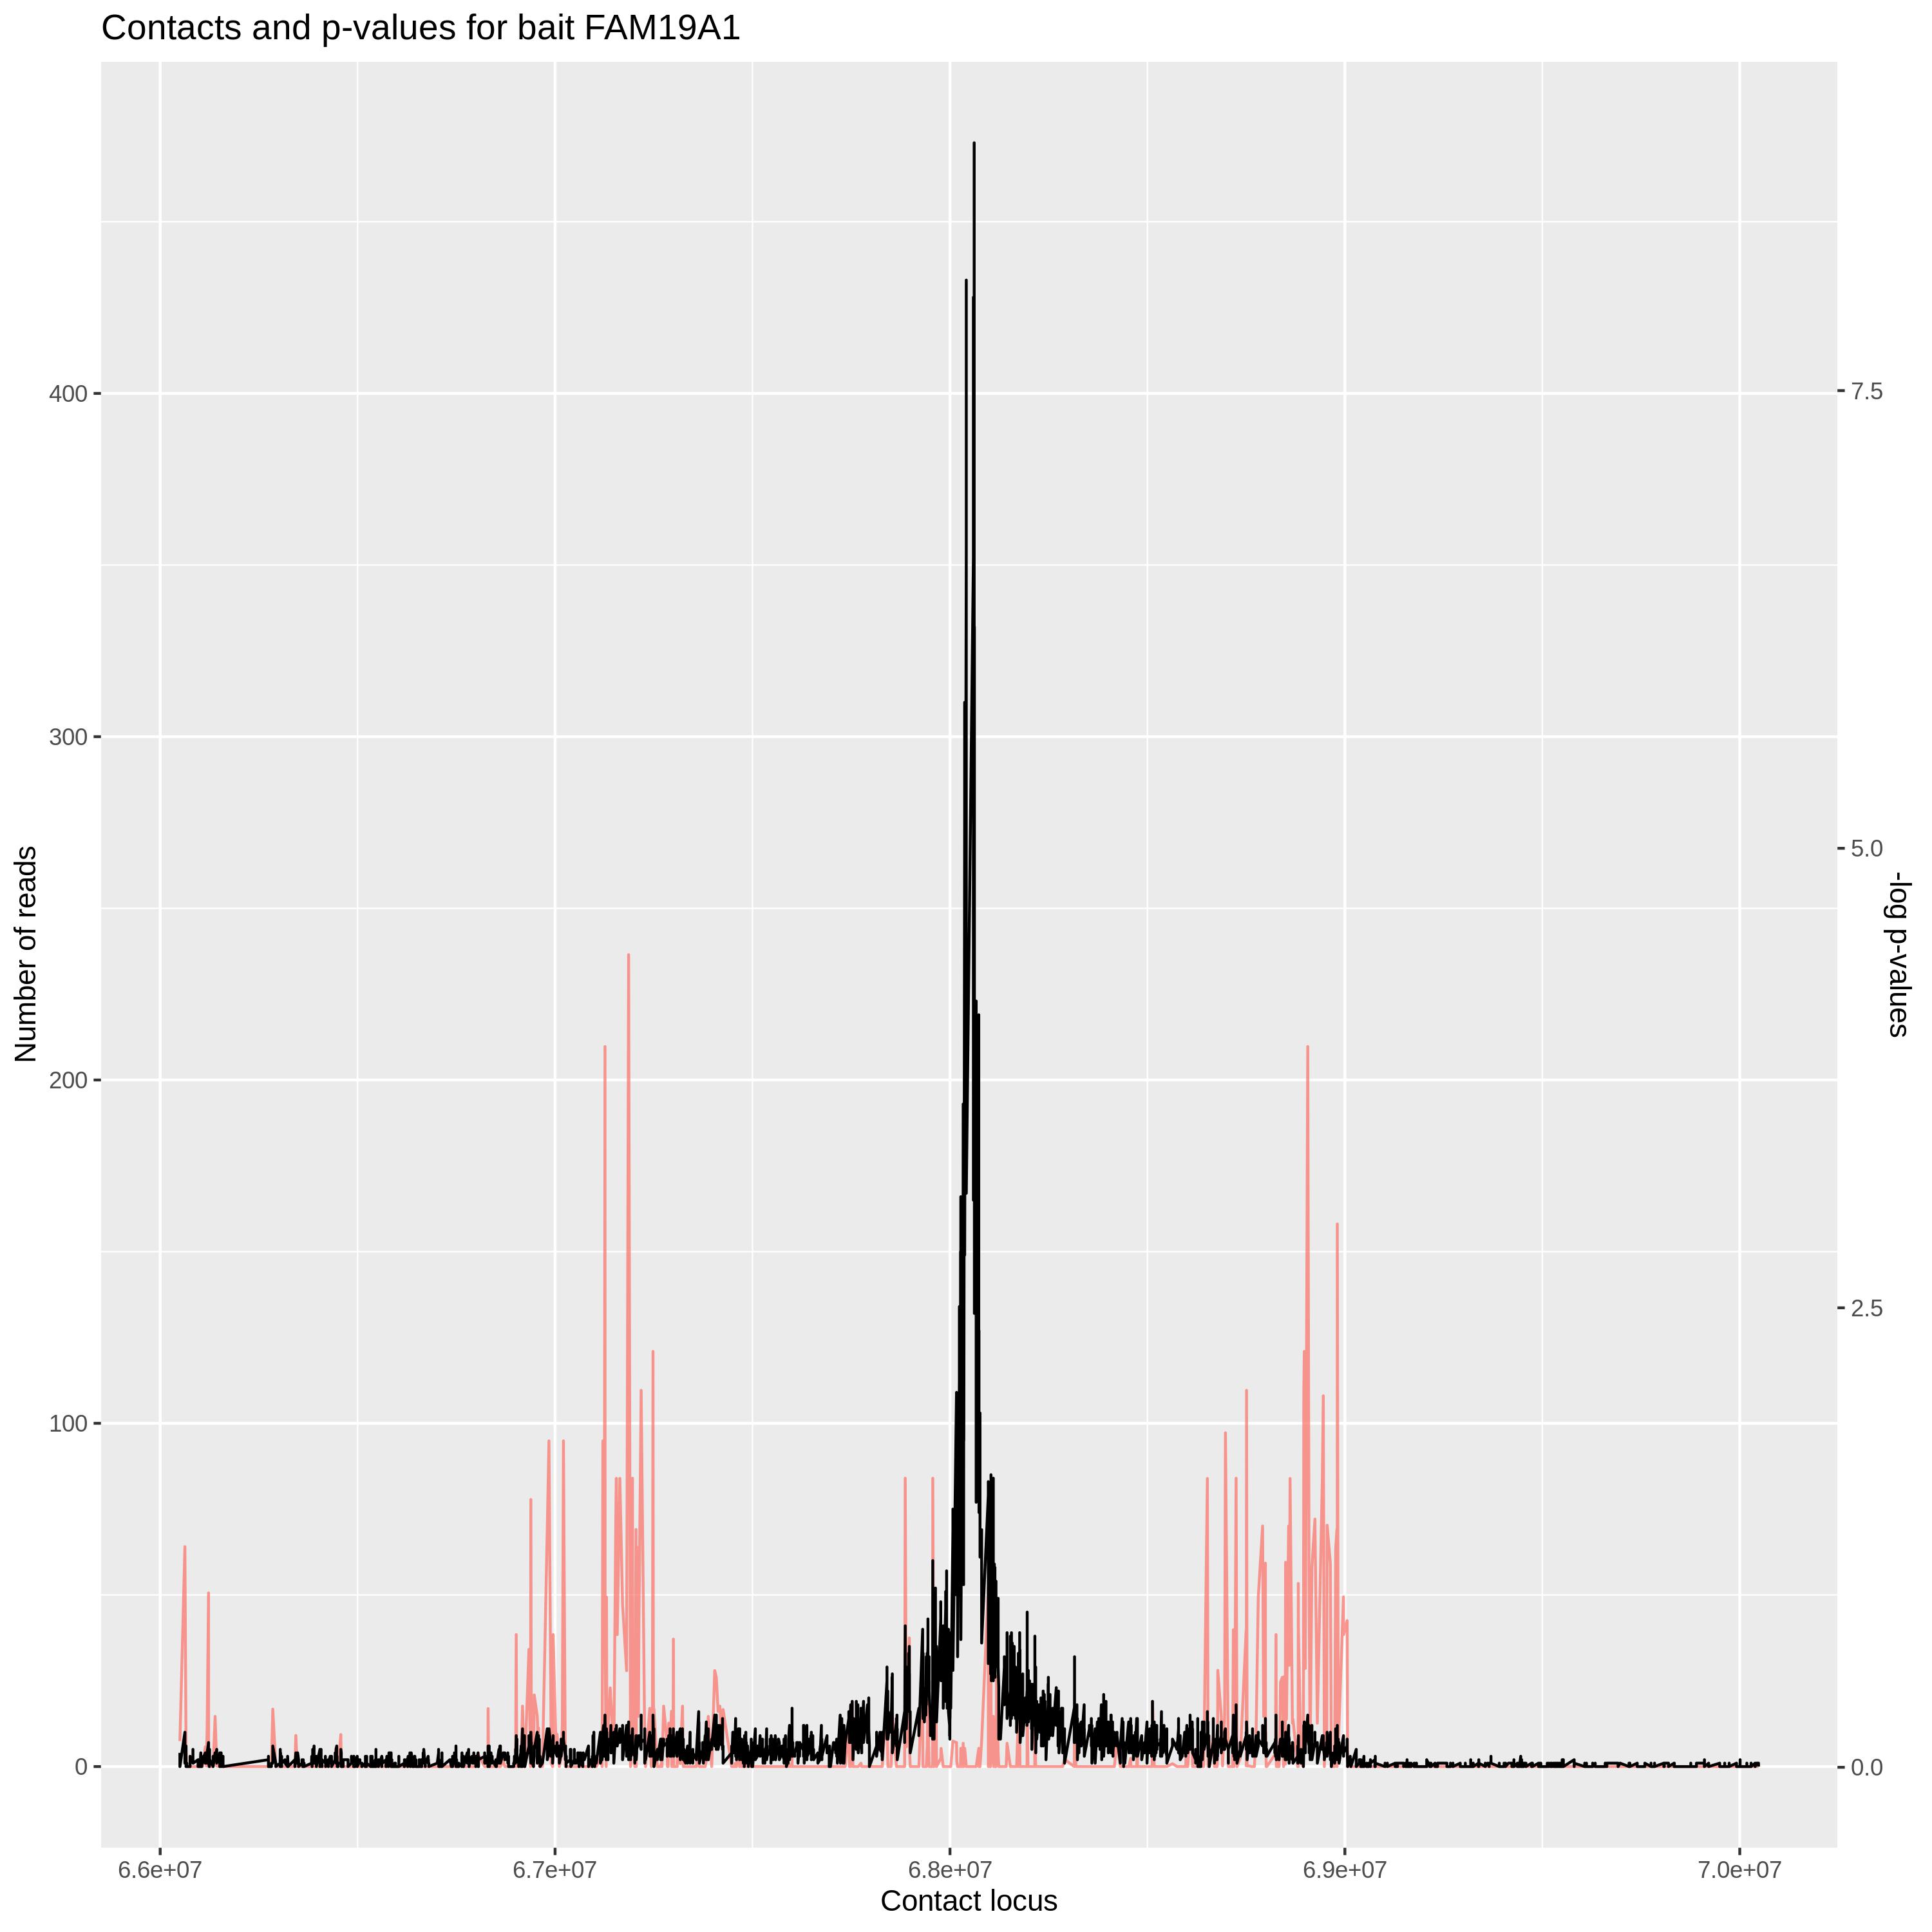 Contacts and p-values for bait FAM19A1
Number of reads
400
300
200
100
0
7.5
5.0
2.5
0.0
-log p-values
6.6e+07 6.7e+07 6.8e+07 6.9e+07 7.0e+07
Contact locus